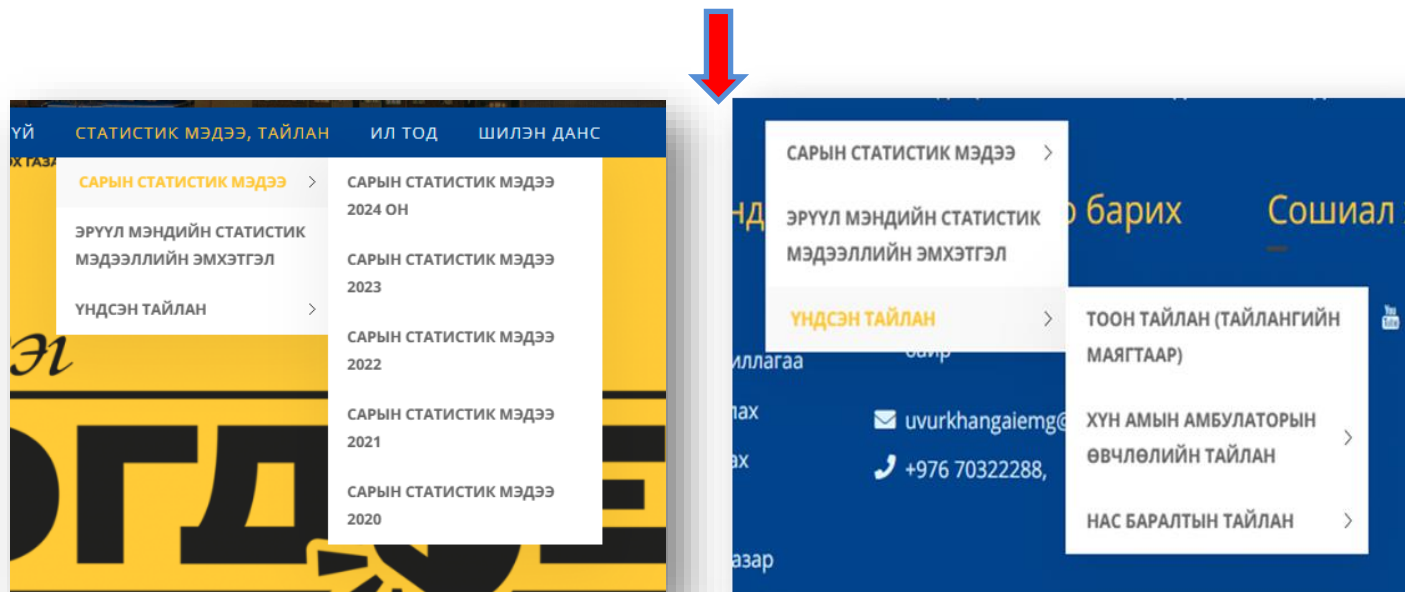 СТАТИСТИК МЭДЭЭ, ТАЙЛАН ИЛ ТОД ШИЛЭН ДАНС
САРЫН СТАТИСТИК МЭДЭЭ
ЭРҮҮЛ МЭНДИЙН СТАТИСТИК
МЭДЭЭЛЛИЙН ЭМХЭТГЭЛ
ҮНДСЭН ТАЙЛАН
САРЫН СТАТИСТИК МЭДЭЭ
2024 ОН
САРЫН СТАТИСТИК МЭДЭЭ
2023
САРЫН СТАТИСТИК МЭДЭЭ
2022
САРЫН СТАТИСТИК МЭДЭЭ
2021
САРЫН СТАТИСТИК МЭДЭЭ
2020
САРЫН СТАТИСТИК МЭДЭЭ
ЭРҮҮЛ МЭНДИЙН СТАТИСТИК
МЭДЭЭЛЛИЙН ЭМХЭТГЭЛ
ҮНДСЭН ТАЙЛАН
барих Сошиал
ТООН ТАЙЛАН (ТАЙЛАНГИЙН
МАЯГТААР)
ХҮН АМЫН АМБУЛАТОРЫН
ӨВЧЛӨЛИЙН ТАЙЛАН
НАС БАРАЛТЫН ТАЙЛАН
You Tube
uvurkhangaiemg@
+976 70322288,